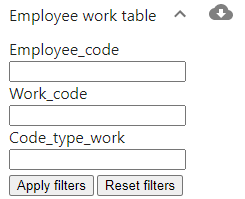 Employee work table
Employee_code
Work_code
Code_type_work
Apply filters Reset filters